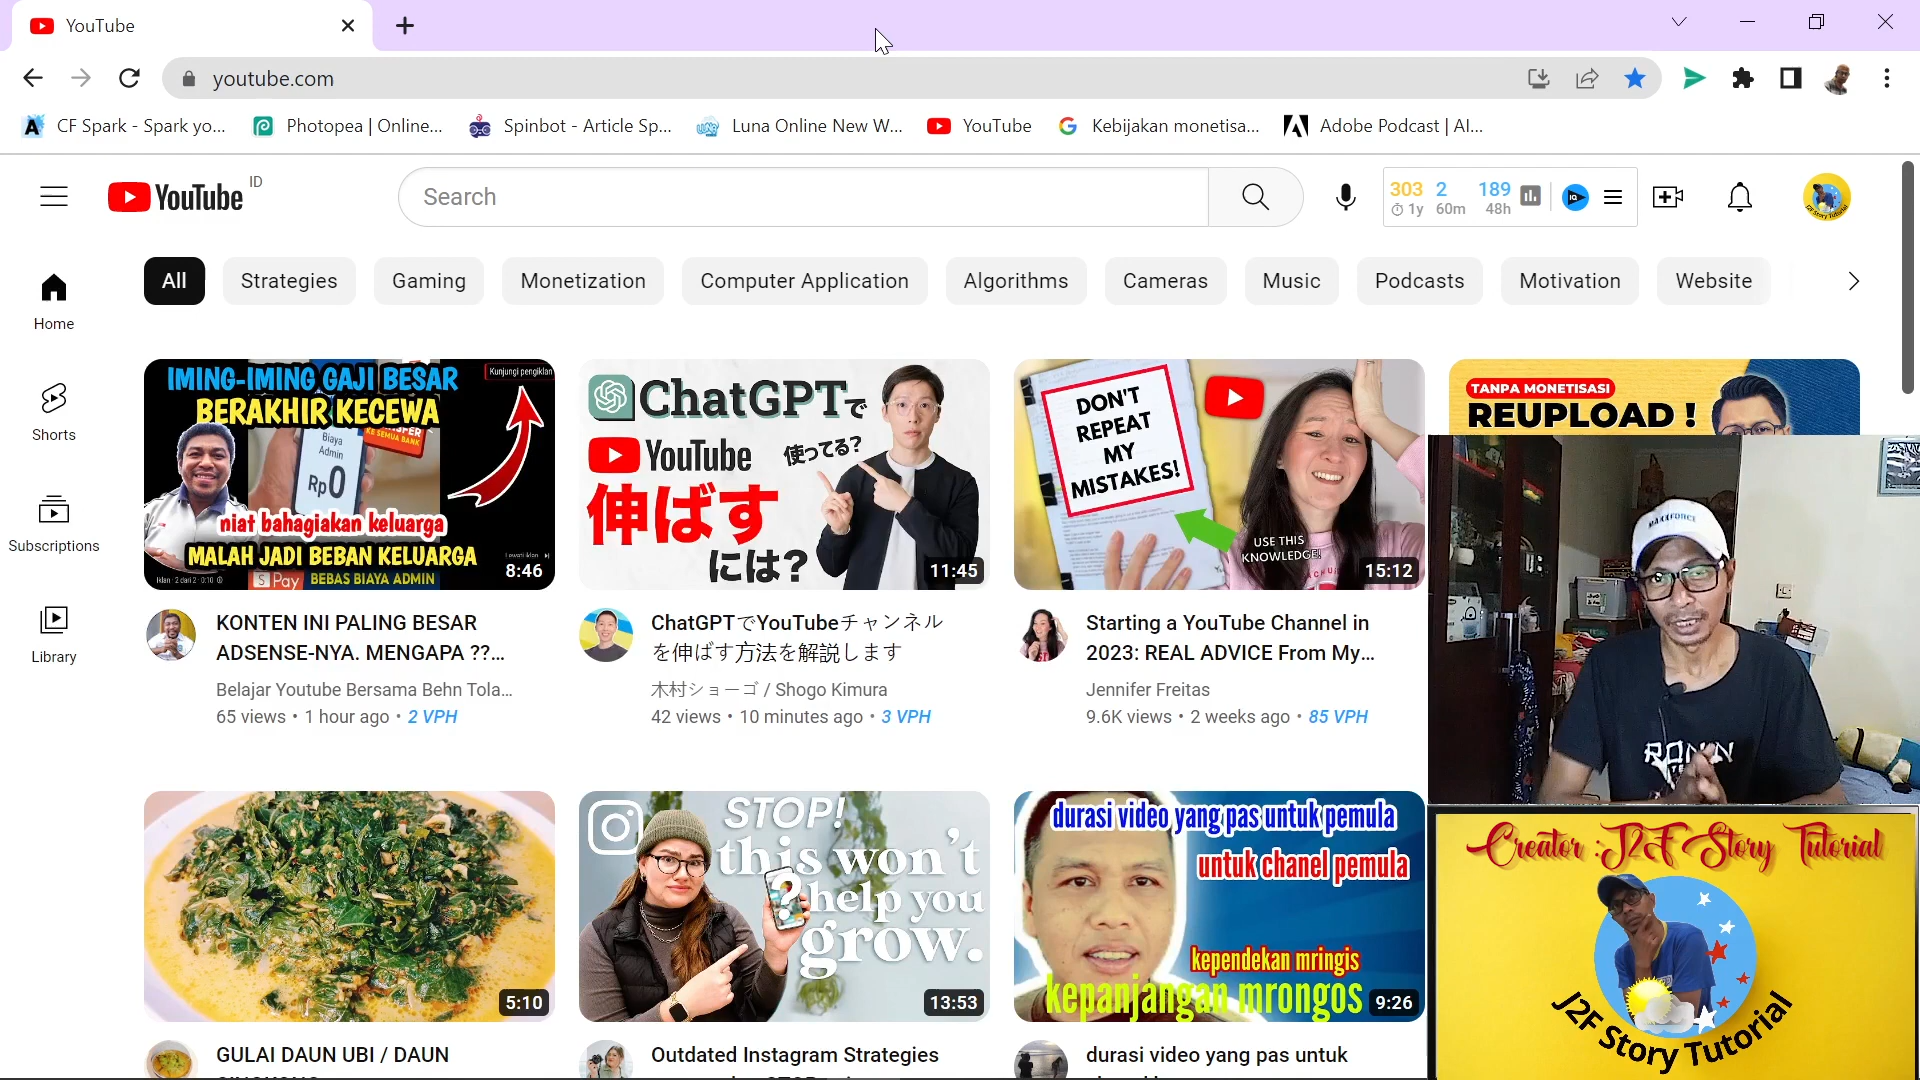 YouTube
youtube.com
CF Spark - Spark yo...
Photopea | Online...
Spinbot - Article Sp...
Luna Online New W...
YouTube
Kebijakan monetisa...
Adobe Podcast | AI...
YouTube ID
Search
303 2 189
1y 60m 48h
All
Strategies
Gaming
Monetization
Computer Application
Algorithms
Cameras
Music
Podcasts
Motivation
Website
Home
Shorts
Subscriptions
Library
IMING-IMING GAJI BESAR
Kunjungi pengiklan
BERAKHIR KECEWA
Biaya
Admin
Rp0
niat bahagiakan keluarga
MALAH JADI BEBAN KELUARGA
S Pay BEBAS BIAYA ADMIN
8:46
ChatGPTで
YouTube 使ってる?
伸ばす
には?
11:45
DON'T
REPEAT
MY
MISTAKES!
USE THIS
KNOWLEDGE!
15:12
TANPA MONETISASI
REUPLOAD !
KONTEN INI PALING BESAR
ADSENSE-NYA. MENGAPA ??...
Belajar Youtube Bersama Behn Tola...
65 views • 1 hour ago • 2 VPH
ChatGPTでYouTubeチャンネル
を伸ばす方法を解説します
木村ショーゴ / Shogo Kimura
42 views • 10 minutes ago • 3 VPH
Starting a YouTube Channel in
2023: REAL ADVICE From My...
Jennifer Freitas
9.6K views • 2 weeks ago • 85 VPH
5:10
STOP!
this won't
help you
grow.
13:53
durasi video yang pas untuk pemula
untuk chanel pemula
kependekan mringis
kepanjangan mrongos
9:26
GULAI DAUN UBI / DAUN
Outdated Instagram Strategies
durasi video yang pas untuk
Creator : J2F Story Tutorial
J2F Story Tutorial